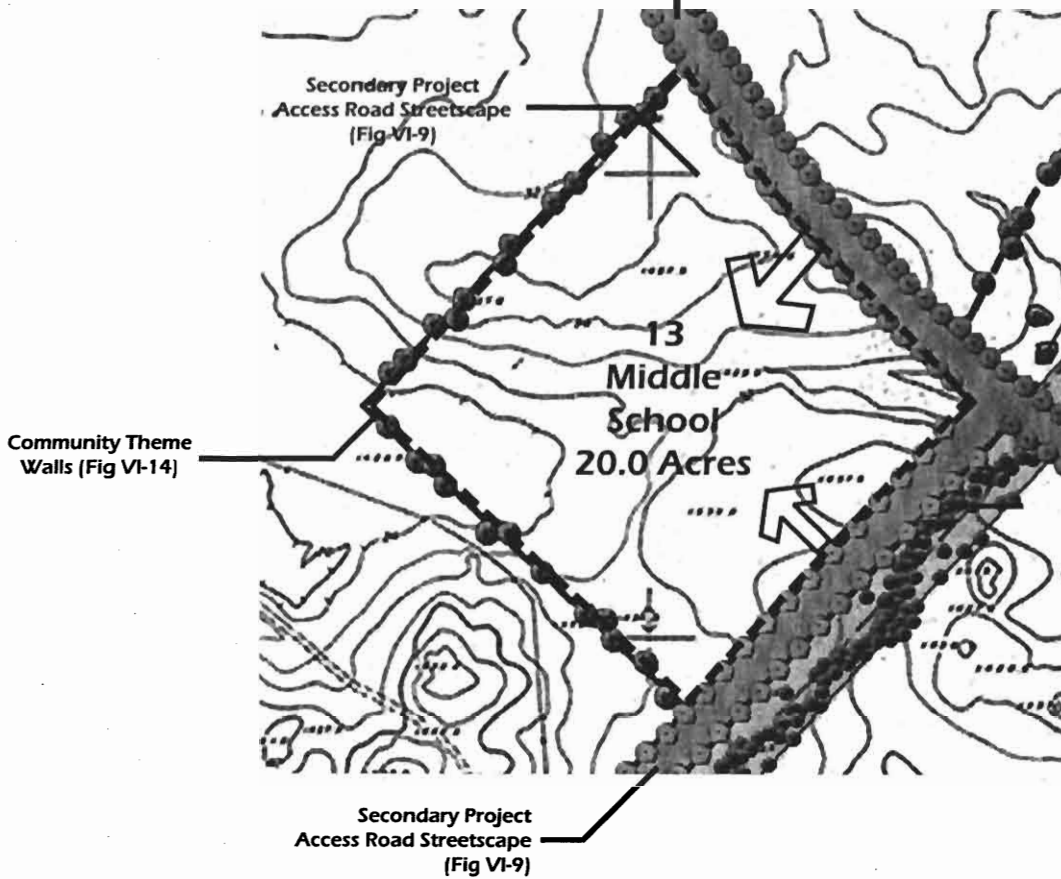 Secondary Project
Access Road Streetscape
(Fig VI-9)
13
Middle
School
20.0 Acres
Community Theme
Walls (Fig VI-14)
Secondary Project
Access Road Streetscape
(Fig VI-9)